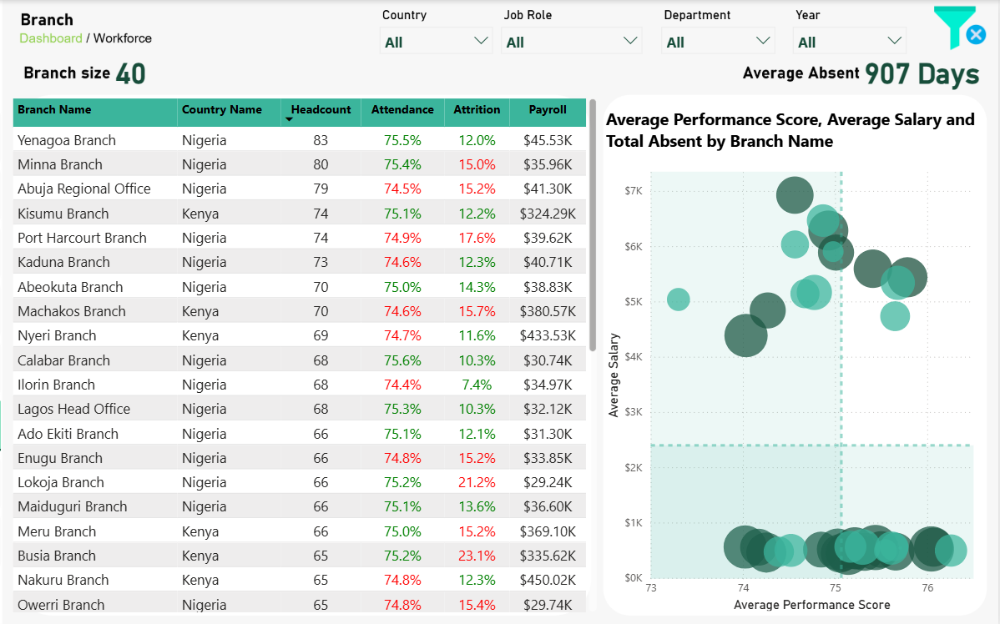 Branch
Dashboard / Workforce
Country Job Role Department Year
All All All All
Branch size 40
Average Absent 907 Days
Branch Name Country Name Headcount Attendance Attrition Payroll
Yenagoa Branch Nigeria 83 75.5% 12.0% $45.53K
Minna Branch Nigeria 80 75.4% 15.0% $35.96K
Abuja Regional Office Nigeria 79 74.5% 15.2% $41.30K
Kisumu Branch Kenya 74 75.1% 12.2% $324.29K
Port Harcourt Branch Nigeria 74 74.9% 17.6% $39.62K
Kaduna Branch Nigeria 73 74.6% 12.3% $40.71K
Abeokuta Branch Nigeria 70 75.0% 14.3% $38.83K
Machakos Branch Kenya 70 74.6% 15.7% $380.57K
Nyeri Branch Kenya 69 74.7% 11.6% $433.53K
Calabar Branch Nigeria 68 75.6% 10.3% $30.74K
Ilorin Branch Nigeria 68 74.4% 7.4% $34.97K
Lagos Head Office Nigeria 68 75.3% 10.3% $32.12K
Ado Ekiti Branch Nigeria 66 75.1% 12.1% $31.30K
Enugu Branch Nigeria 66 74.8% 15.2% $33.85K
Lokoja Branch Nigeria 66 75.2% 21.2% $29.24K
Maiduguri Branch Nigeria 66 75.1% 13.6% $36.60K
Meru Branch Kenya 66 75.0% 15.2% $369.10K
Busia Branch Kenya 65 75.2% 23.1% $335.62K
Nakuru Branch Kenya 65 74.8% 12.3% $450.02K
Owerri Branch Nigeria 65 74.8% 15.4% $29.74K
Average Performance Score, Average Salary and
Total Absent by Branch Name
Average Salary
$7K
$6K
$5K
$4K
$3K
$2K
$1K
$0K
73 74 75 76
Average Performance Score